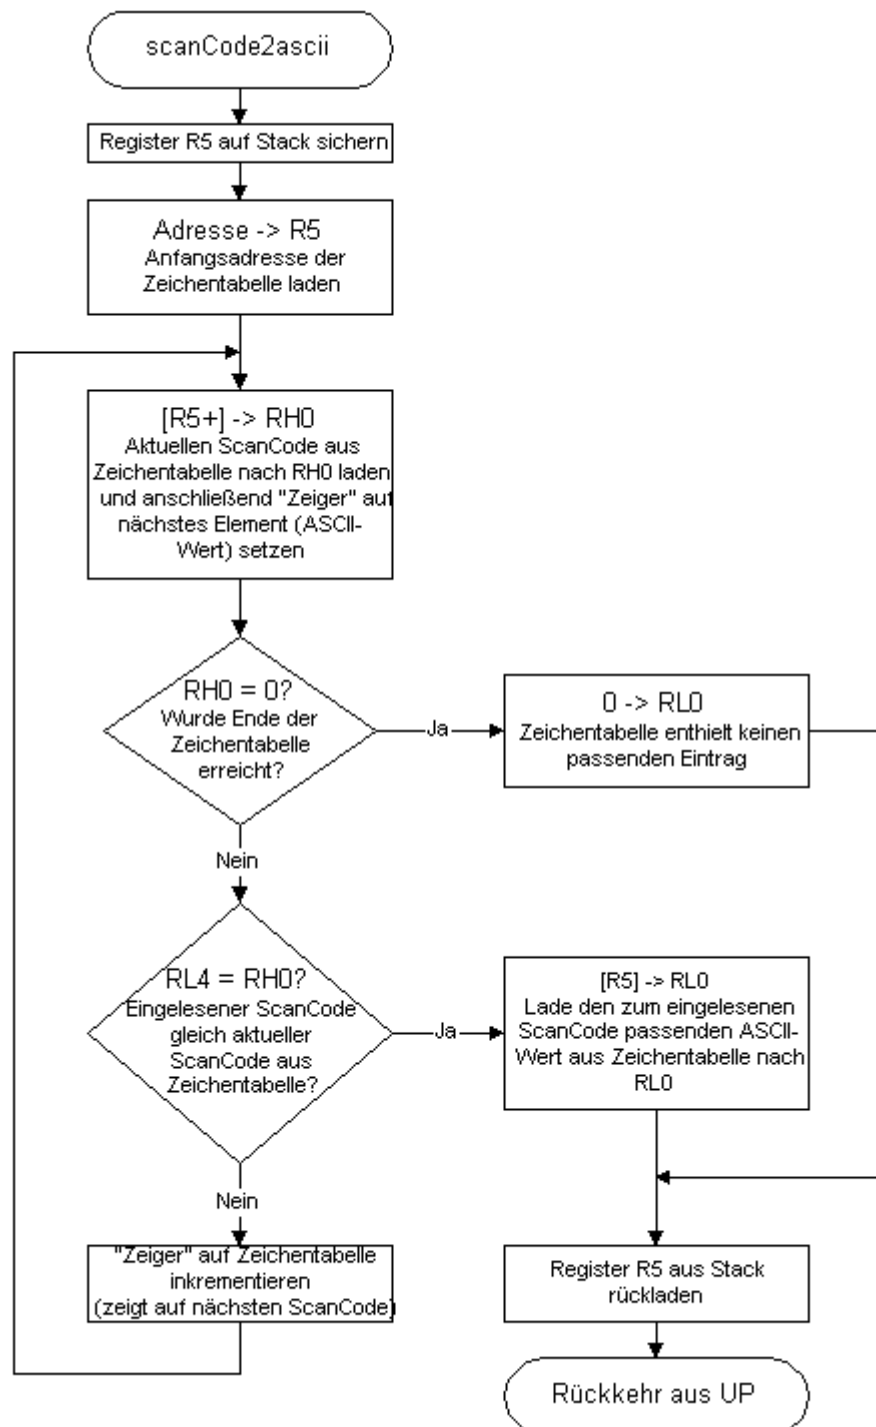 scanCode2ascii
Register R5 auf Stack sichern
Adresse -> R5
Anfangsadresse der
Zeichentabelle laden
[R5+] -> RH0
Aktuellen ScanCode aus
Zeichentabelle nach RH0 laden
und anschließend "Zeiger" auf
nächstes Element (ASCII-
Wert) setzen
RH0 = 0?
Wurde Ende der
Zeichentabelle
erreicht?
Ja
0 -> RL0
Zeichentabelle enthielt keinen
passenden Eintrag
Nein
RL4 = RH0?
Eingelesener ScanCode
gleich aktueller
ScanCode aus
Zeichentabelle?
Ja
[R5] -> RL0
Lade den zum eingelesenen
ScanCode passenden ASCII-
Wert aus Zeichentabelle nach
RL0
Nein
"Zeiger" auf Zeichentabelle
inkrementieren
(zeigt auf nächsten ScanCode)
Register R5 aus Stack
rückladen
Rückkehr aus UP